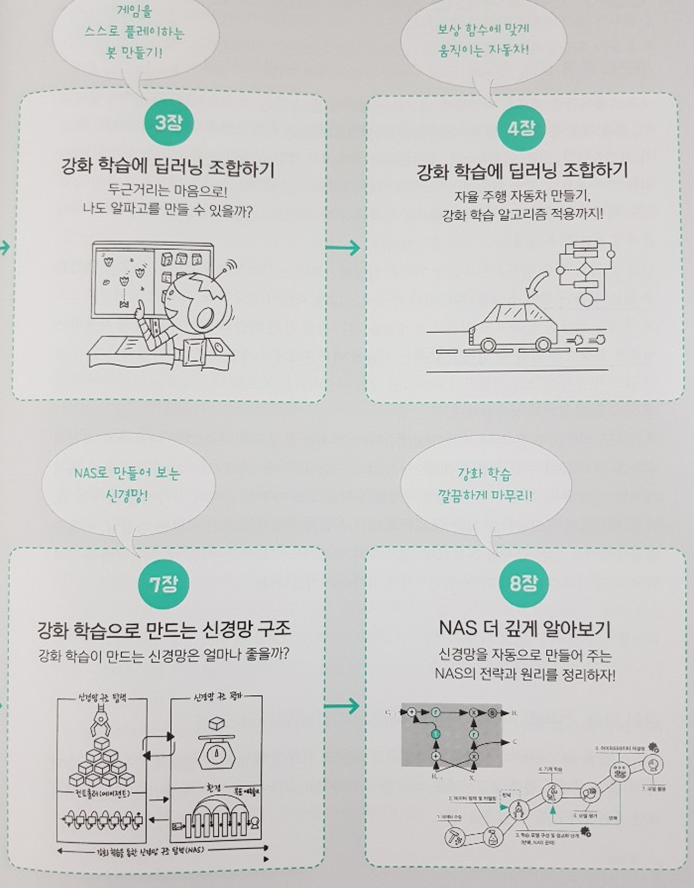 게임을
스스로 플레이하는
봇 만들기!
3장
강화 학습에 딥러닝 조합하기
두근거리는 마음으로!
나도 알파고를 만들 수 있을까?
보상 함수에 맞게
움직이는 자동차!
4장
강화 학습에 딥러닝 조합하기
자율 주행 자동차 만들기,
강화 학습 알고리즘 적용까지!
NAS로 만들어 보는
신경망!
7장
강화 학습으로 만드는 신경망 구조
강화 학습이 만드는 신경망은 얼마나 좋을까?
신경망 구조 탐색
신경망 구조 평가
컨트롤러(에이전트)
환경
강화 학습을 통한 신경망 구조 탐색(NAS)
강화 학습
깔끔하게 마무리!
8장
NAS 더 깊게 알아보기
신경망을 자동으로 만들어 주는
NAS의 전략과 원리를 정리하자!
4. 기계 학습
7. 모델 활용
반복